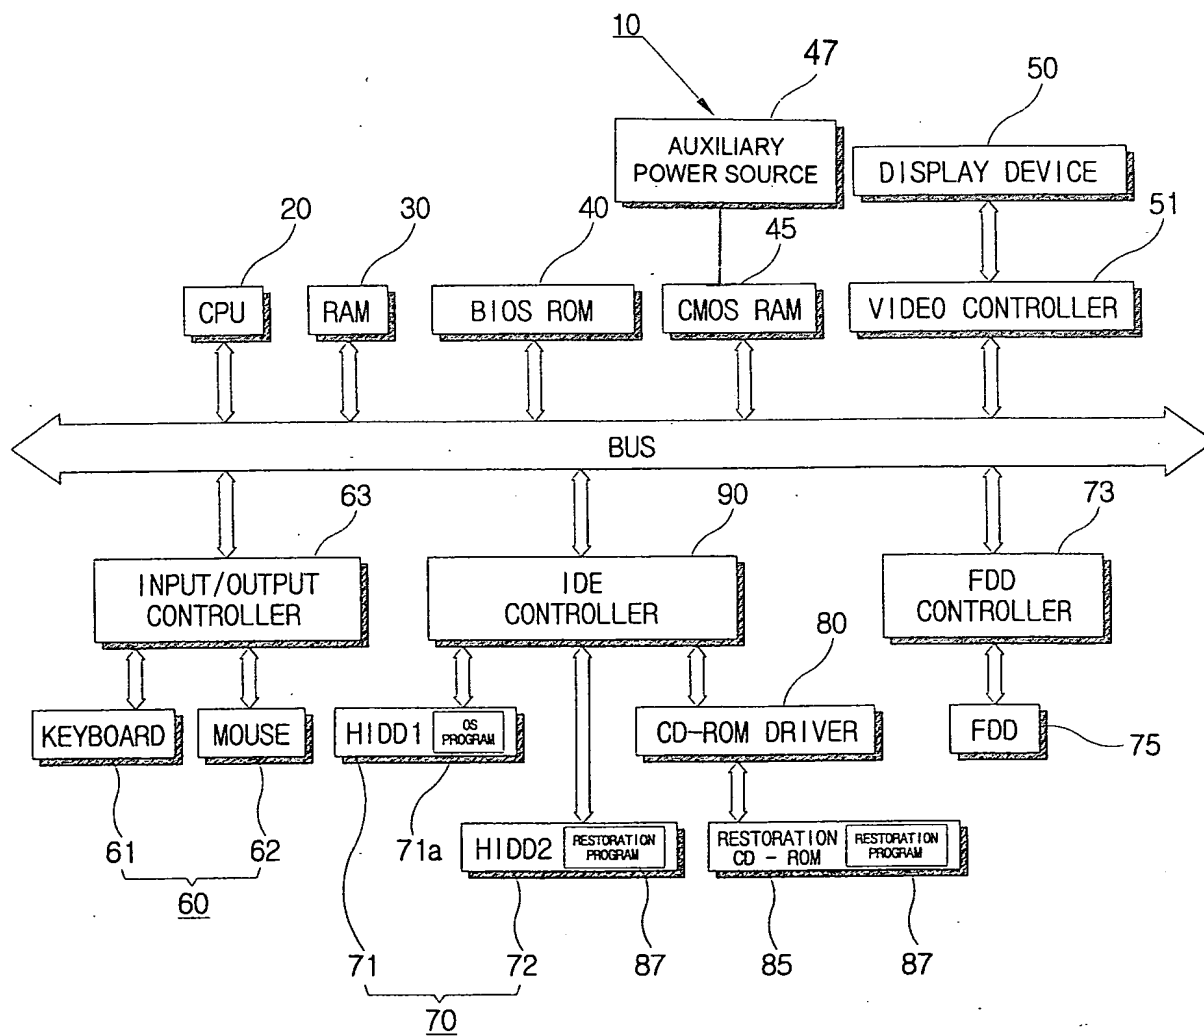 10
47
50
AUXILIARY
POWER SOURCE
DISPLAY DEVICE
20
30
40
45
51
CPU
RAM
BIOS ROM
CMOS RAM
VIDEO CONTROLLER
BUS
63
90
73
INPUT/OUTPUT
CONTROLLER
IDE
CONTROLLER
FDD
CONTROLLER
80
KEYBOARD
MOUSE
HIDD1
OS
PROGRAM
CD-ROM DRIVER
FDD
75
61
62
71a
HIDD2
RESTORATION
PROGRAM
RESTORATION
CD - ROM
RESTORATION
PROGRAM
60
71
72
87
85
87
70